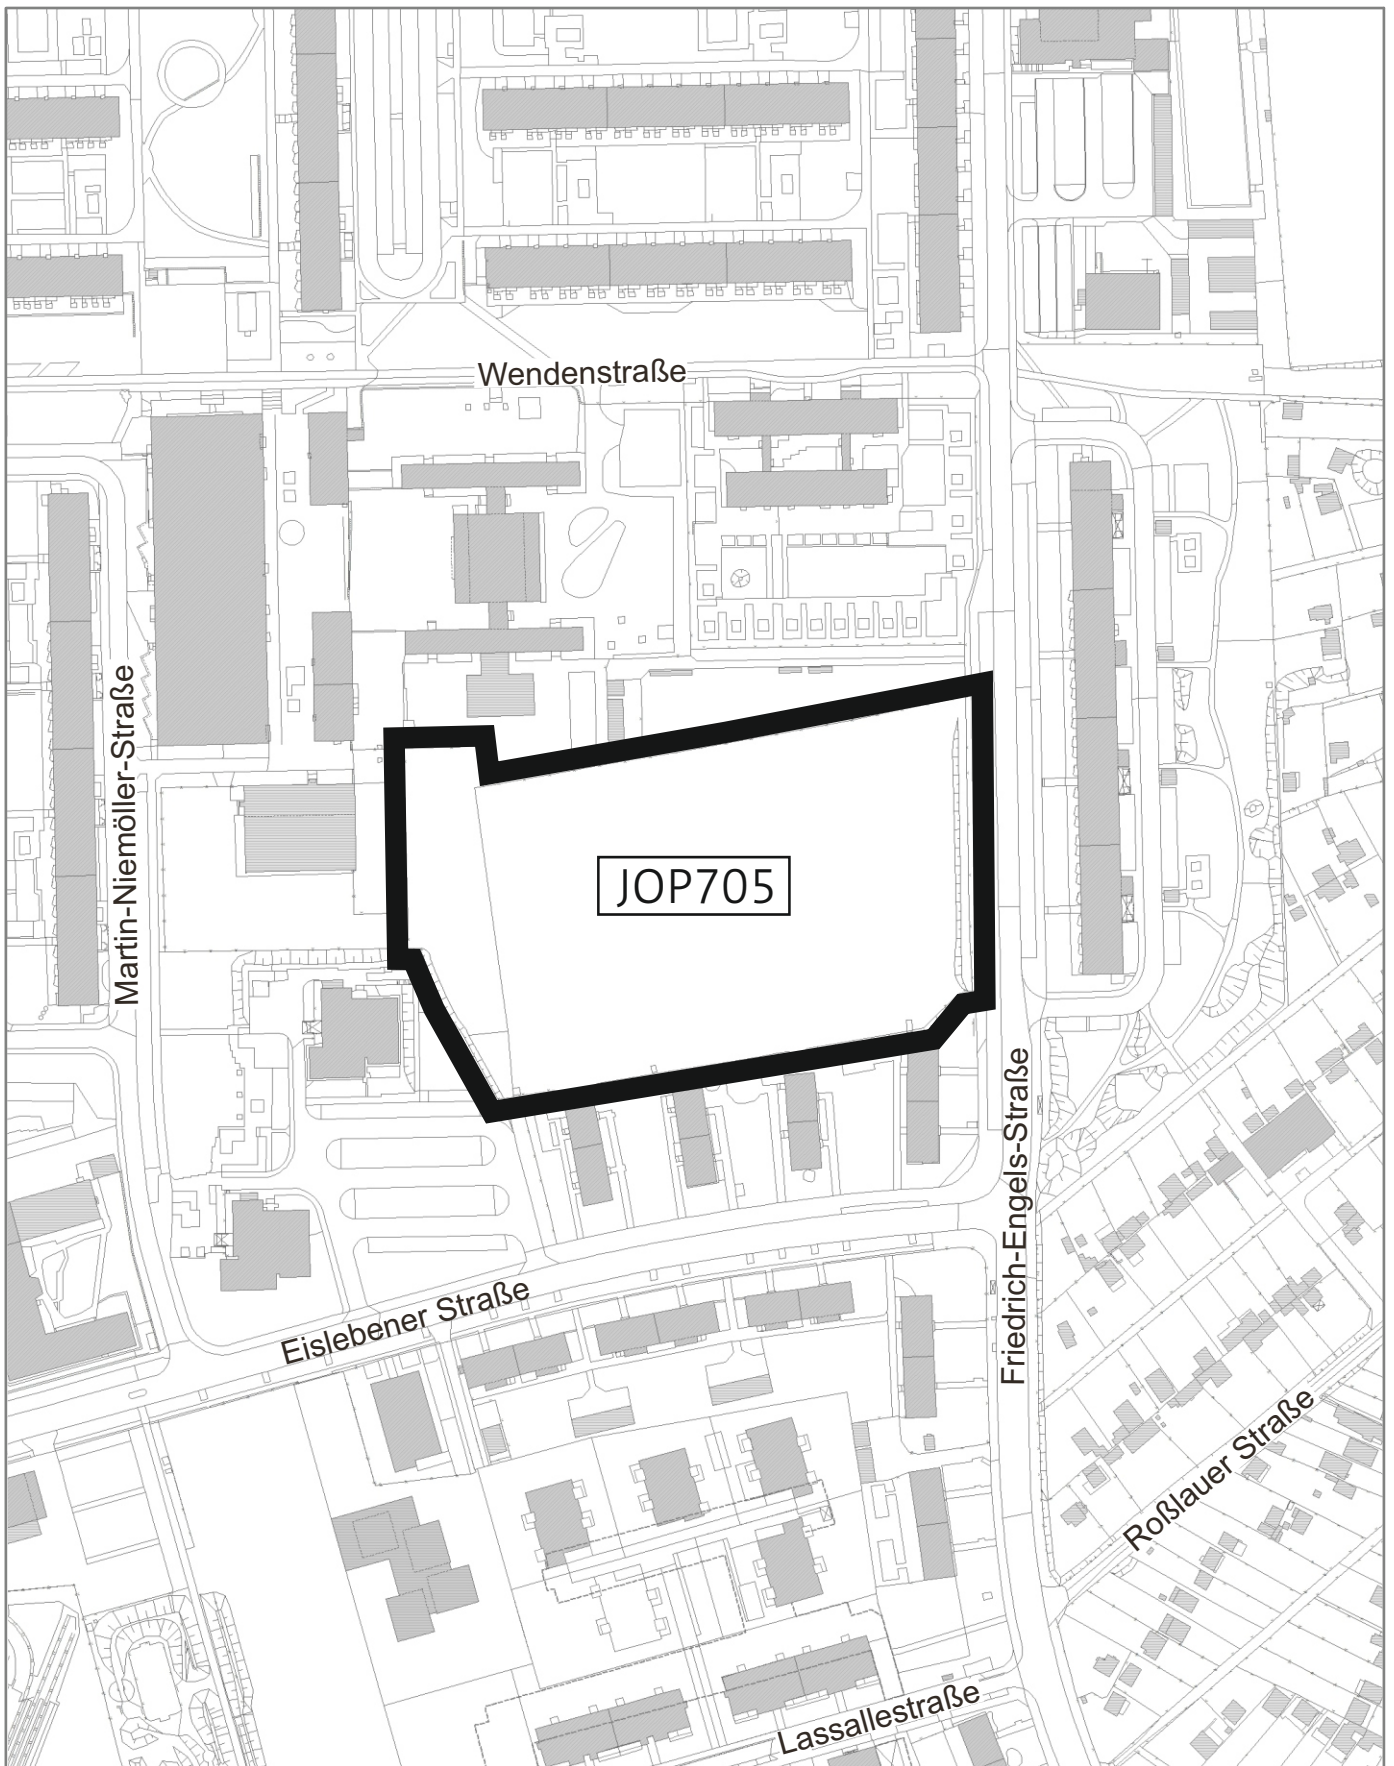 Wendenstraße
Martin-Niemöller-Straße
JOP705
Friedrich-Engels-Straße
Eislebener Straße
Roßlauer Straße
Lassallestraße